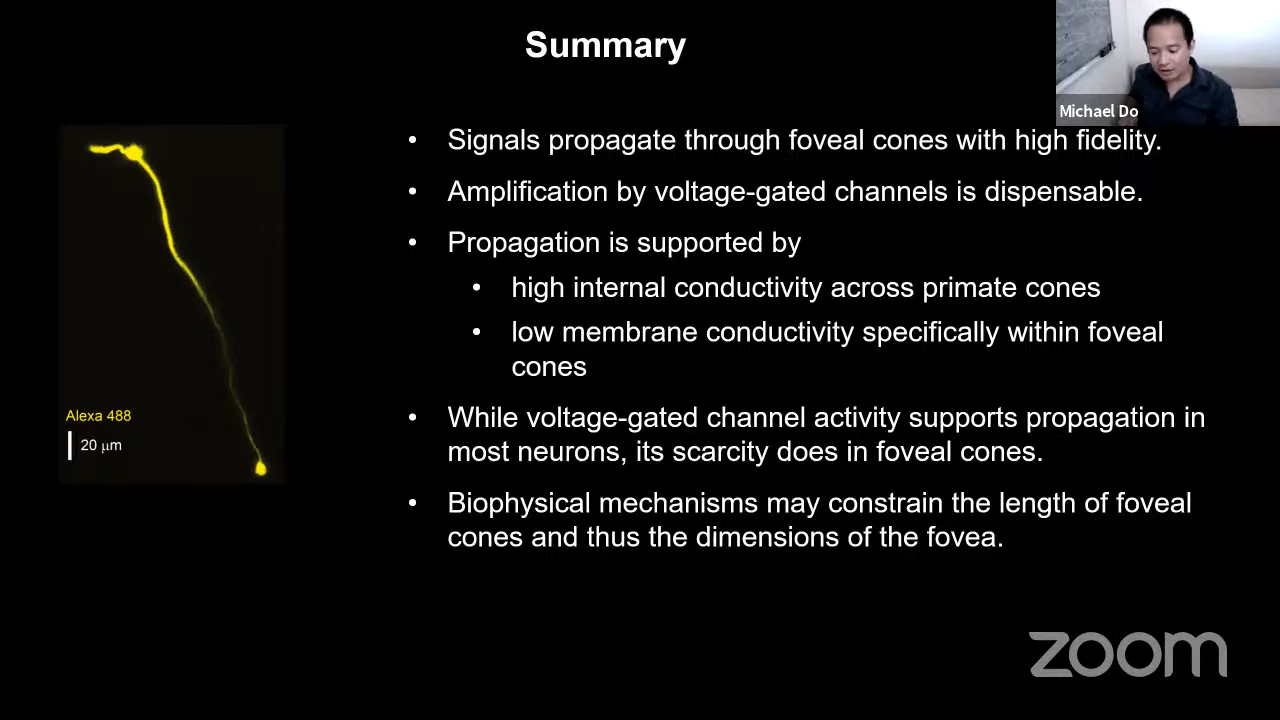 Summary
Michael Do
• Signals propagate through foveal cones with high fidelity.
• Amplification by voltage-gated channels is dispensable.
• Propagation is supported by
• high internal conductivity across primate cones
• low membrane conductivity specifically within foveal
cones
• While voltage-gated channel activity supports propagation in
most neurons, its scarcity does in foveal cones.
• Biophysical mechanisms may constrain the length of foveal
cones and thus the dimensions of the fovea.
Alexa 488
20 μm
zoom